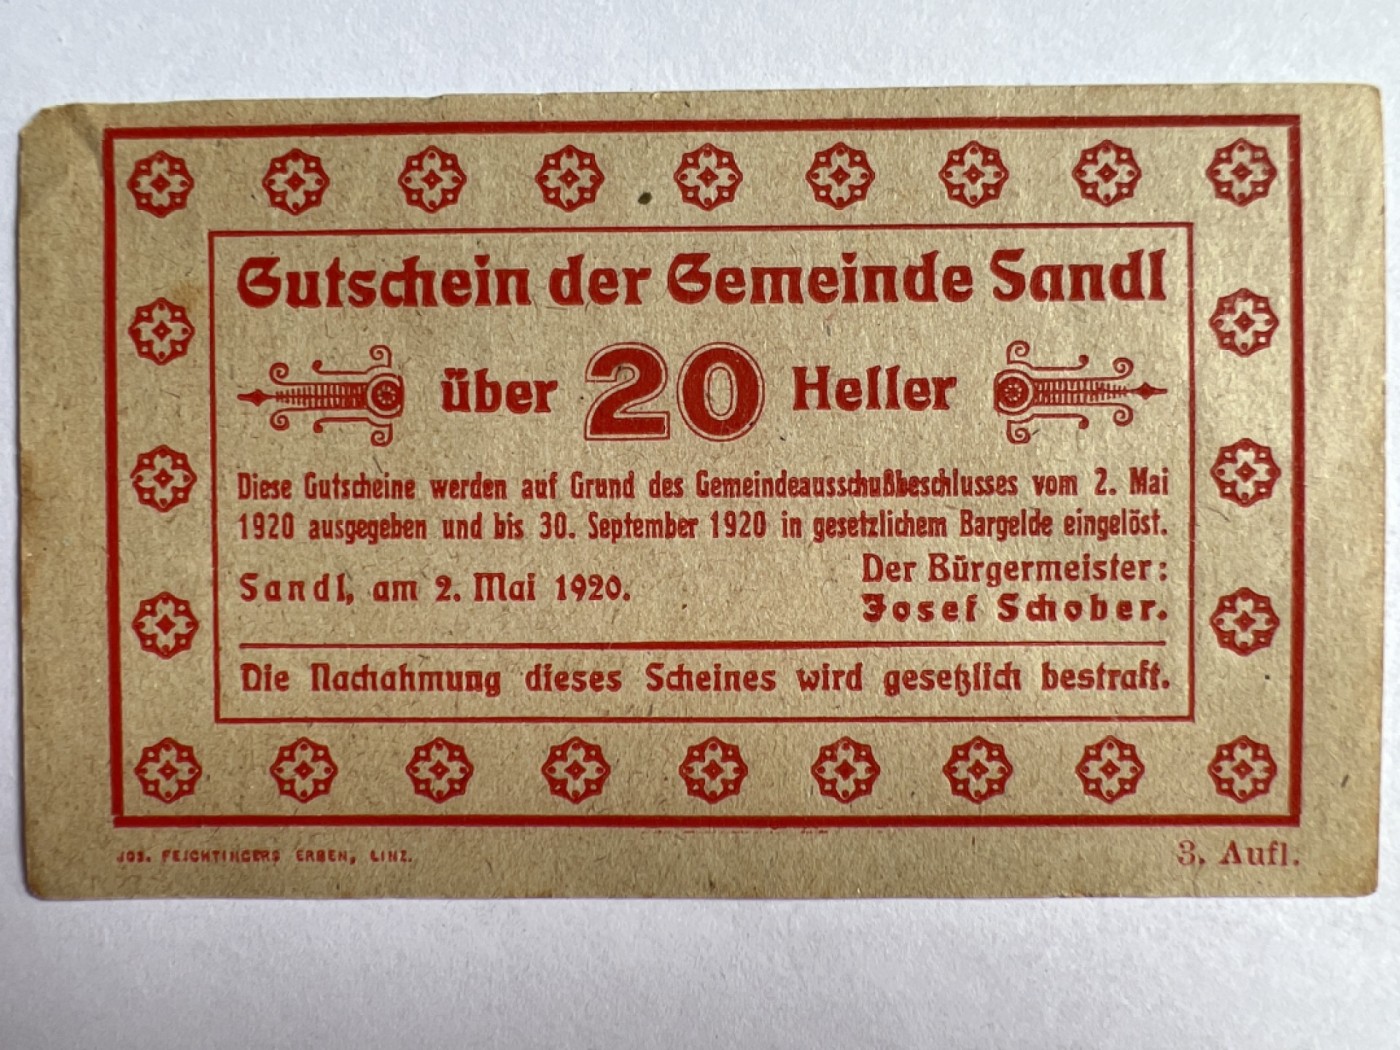 Gutschein der Gemeinde Sandl
über 20 Heller
Diese Gutscheine werden auf Grund des Gemeindeausschußbeschlusses vom 2. Mai
1920 ausgegeben und bis 30. September 1920 in gesetzlichem Bargelde eingelöst.
Sandl, am 2. Mai 1920.
Der Bürgermeister:
Josef Schober.
Die Nachahmung dieses Scheines wird gesetzlich bestraft.
JOS. FEICHTINGERS ERBEN, LINZ.
3. Aufl.